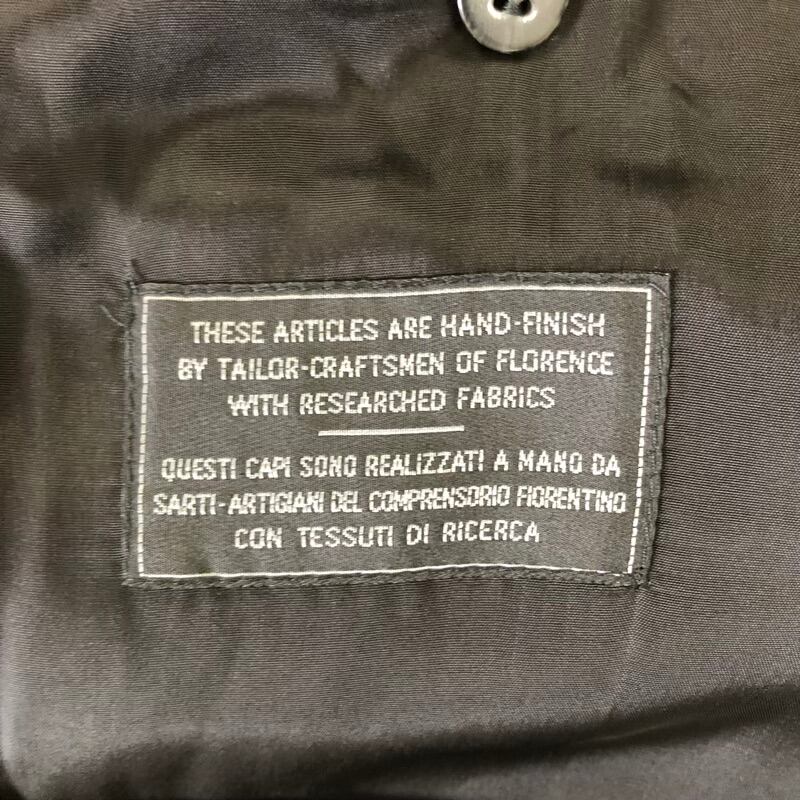 THESE ARTICLES ARE HAND-FINISH
BY TAILOR-CRAFTSMEN OF FLORENCE
WITH RESEARCHED FABRICS
QUESTI CAPI SONO REALIZZATI A MANO DA
SARTI-ARTIGIANI DEL COMPRENSORIO FIORENTINO
CON TESSUTI DI RICERCA